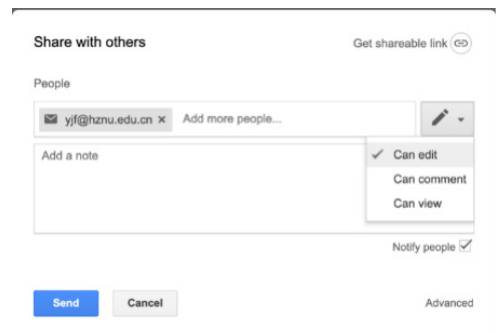 Share with others
Get shareable link
People
yjf@hznu.edu.cn × Add more people...
Add a note
Can edit
Can comment
Can view
Notify people
Send
Cancel
Advanced